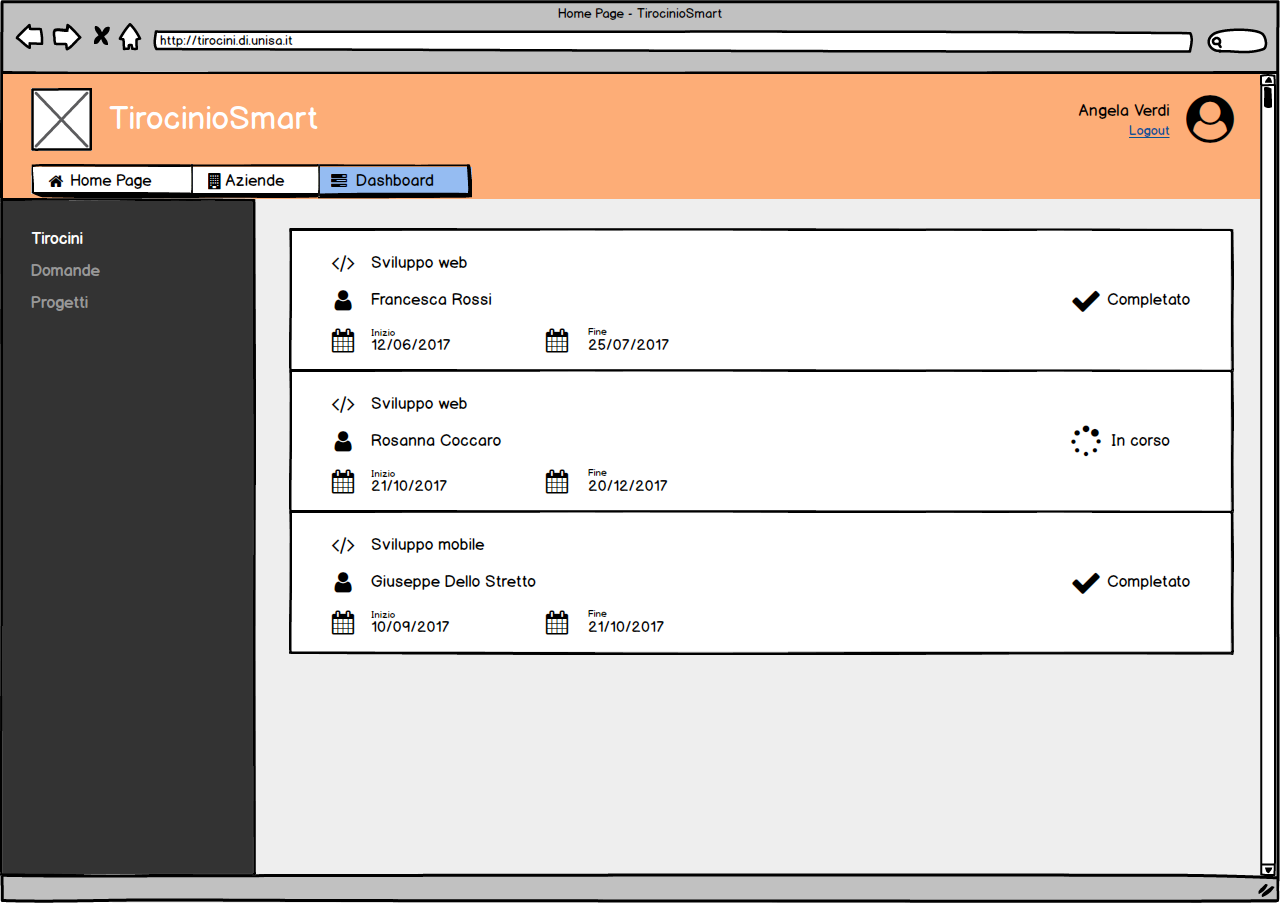 Home Page - TirocinioSmart
http://tirocini.di.unisa.it
TirocinioSmart
Angela Verdi
Logout
Home Page
Aziende
Dashboard
Tirocini
Domande
Progetti
Sviluppo web
Francesca Rossi
Completato
Inizio
12/06/2017
Fine
25/07/2017
Sviluppo web
Rosanna Coccaro
In corso
Inizio
21/10/2017
Fine
20/12/2017
Sviluppo mobile
Giuseppe Dello Stretto
Completato
Inizio
10/09/2017
Fine
21/10/2017